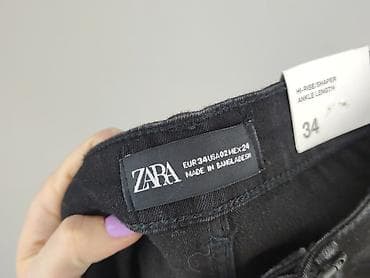 HI-RISE/SHAPER
ANKLE LENGTH
34
ZARA
EUR 34 USA 02 MEX 24
MADE IN BANGLADESH